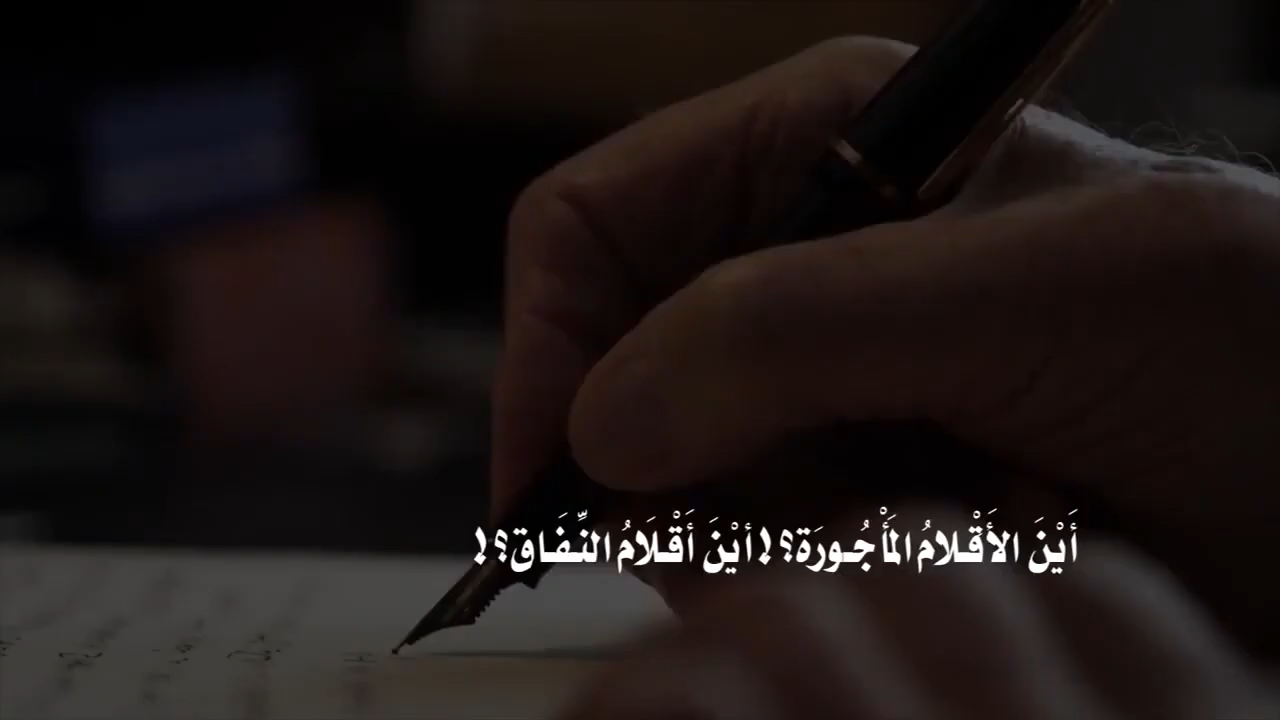 أَيْنَ الأَقْلامُ المَأْجُورَة؟! أيْنَ أَقْلَامُ النِّفَاق؟!